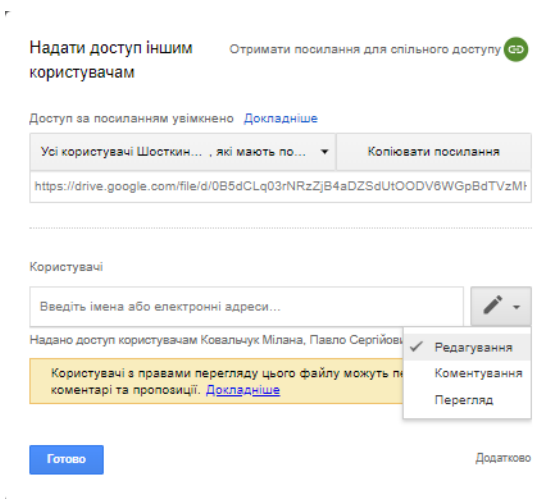 Надати доступ іншим користувачам
Отримати посилання для спільного доступу
Доступ за посиланням увімкнено Докладніше
Усі користувачі Шосткин... , які мають по...
Копіювати посилання
https://drive.google.com/file/d/0B5dCLq03rNRzZjB4aDZSdUtOODV6WGpBdTVzM
Користувачі
Введіть імена або електронні адреси...
Надано доступ користувачам Ковальчук Мілана, Павло Сергійови
Редагування
Коментування
Перегляд
Користувачі з правами перегляду цього файлу можуть
коментарі та пропозиції. Докладніше
Готово
Додатково